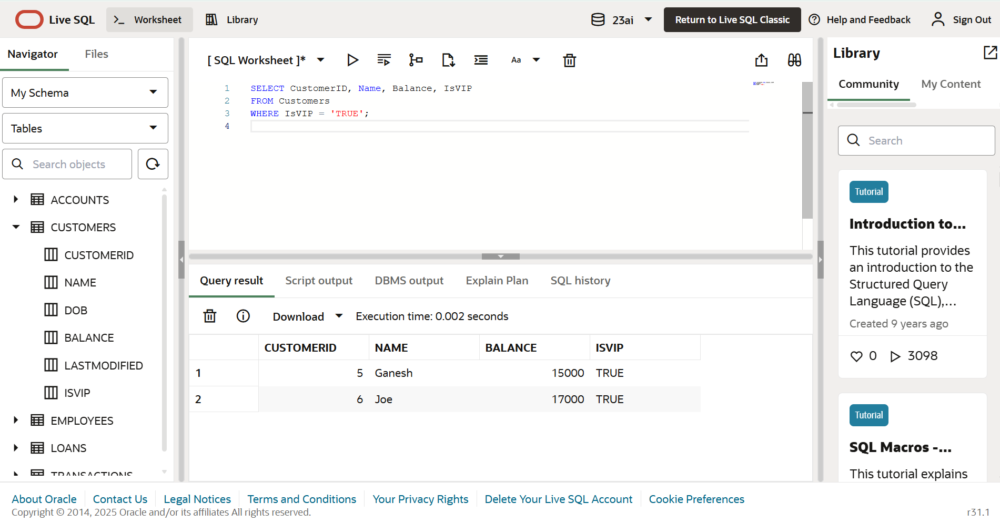 Live SQL
Worksheet
Library
23ai
Return to Live SQL Classic
Help and Feedback
Sign Out
Navigator
Files
My Schema
Tables
Search objects
ACCOUNTS
CUSTOMERS
CUSTOMERID
NAME
DOB
BALANCE
LASTMODIFIED
ISVIP
EMPLOYEES
LOANS
TRANSACTIONS
[ SQL Worksheet ]*
Aa
1 SELECT CustomerID, Name, Balance, IsVIP
2 FROM Customers
3 WHERE IsVIP = 'TRUE';
4
Query result
Script output
DBMS output
Explain Plan
SQL history
Download
Execution time: 0.002 seconds
CUSTOMERID NAME BALANCE ISVIP
1 5 Ganesh 15000 TRUE
2 6 Joe 17000 TRUE
Library
Community
My Content
Search
Tutorial
Introduction to...
This tutorial provides
an introduction to the
Structured Query
Language (SQL),...
Created 9 years ago
0 3098
Tutorial
SQL Macros -...
This tutorial explains
About Oracle
Contact Us
Legal Notices
Terms and Conditions
Your Privacy Rights
Delete Your Live SQL Account
Cookie Preferences
Copyright © 2014, 2025 Oracle and/or its affiliates All rights reserved.
r31.1